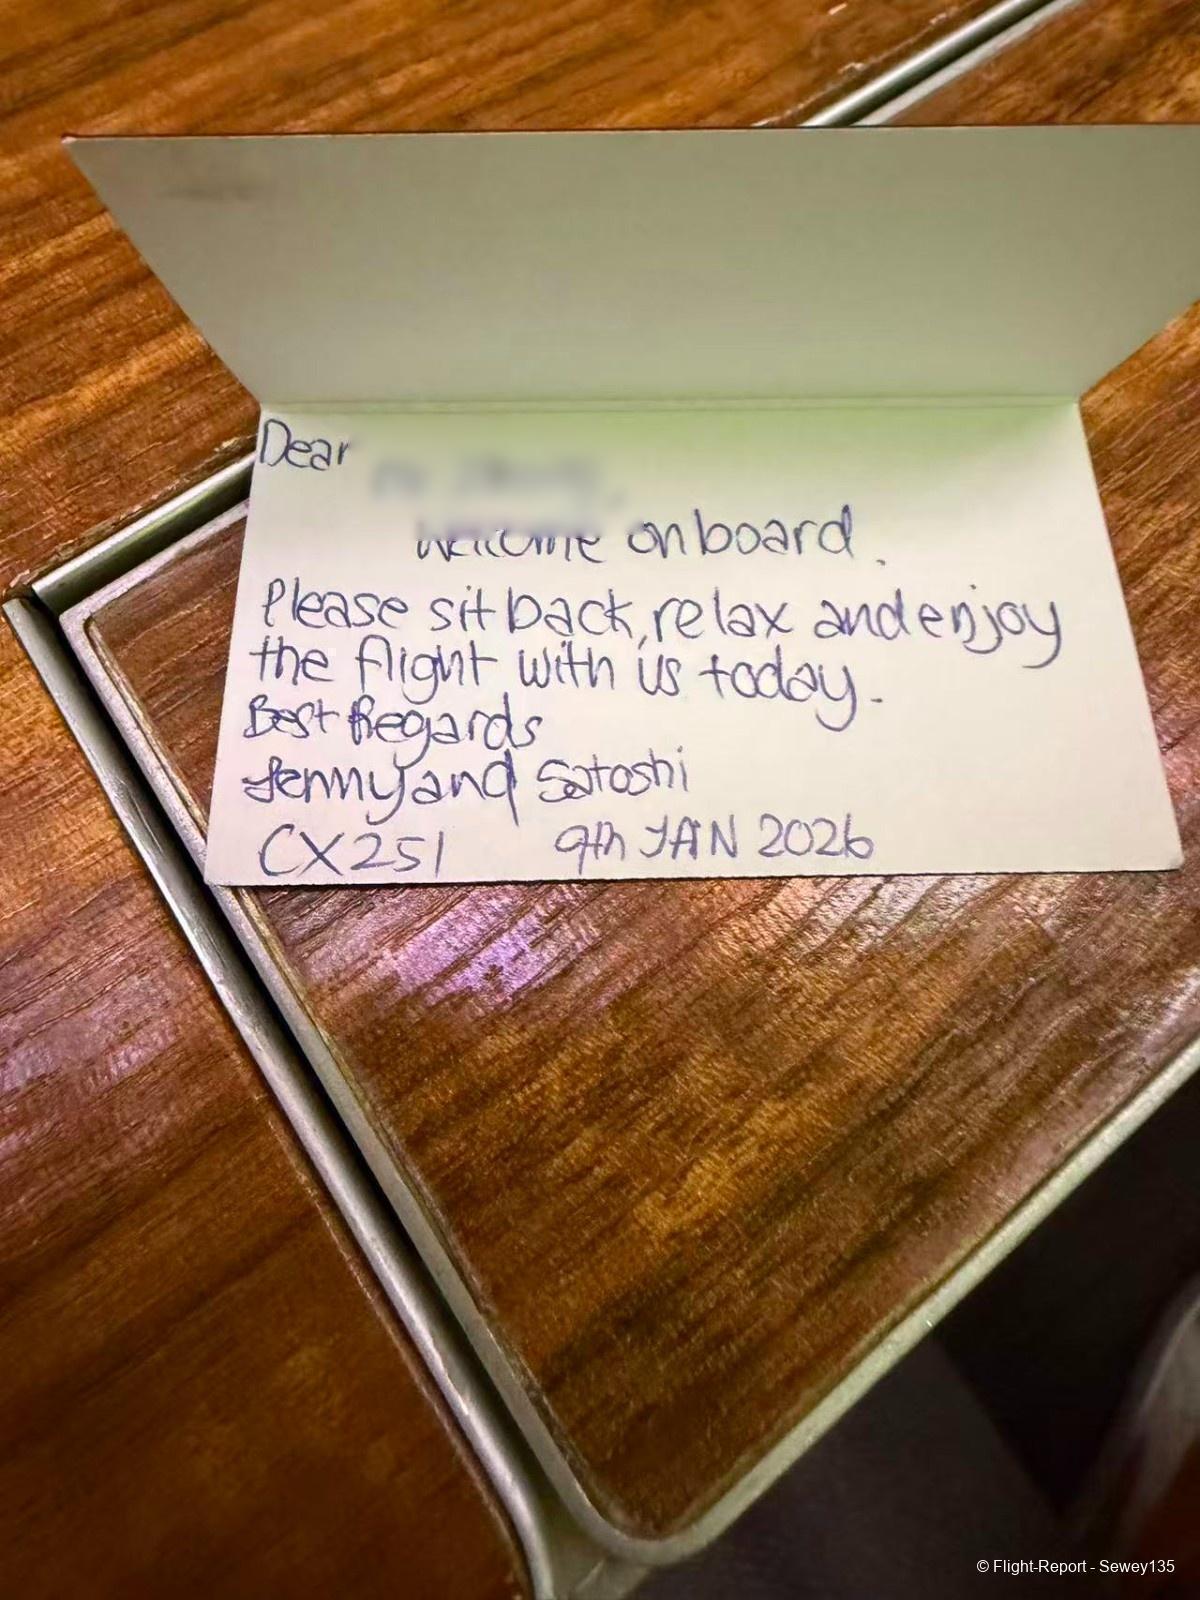 Dear
Welcome onboard.
Please sit back, relax and enjoy
the flight with us today.
Best Regards
Jenny and Satoshi
CX251 9th JAN 2026
© Flight-Report - Sewey135